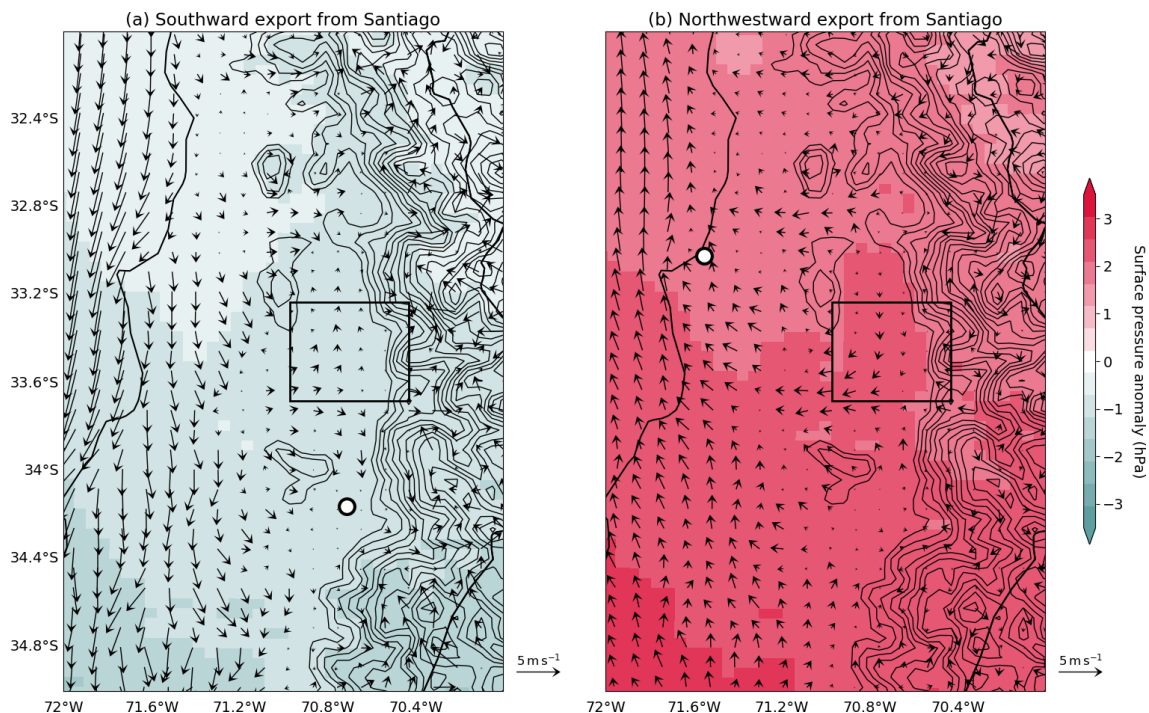 (a) Southward export from Santiago
(b) Northwestward export from Santiago
32.4°S
32.8°S
33.2°S
33.6°S
34°S
34.4°S
34.8°S
72°W
71.6°W
71.2°W
70.8°W
70.4°W
5 m s⁻¹
72°W
71.6°W
71.2°W
70.8°W
70.4°W
5 m s⁻¹
3
2
1
0
−1
−2
−3
Surface pressure anomaly (hPa)